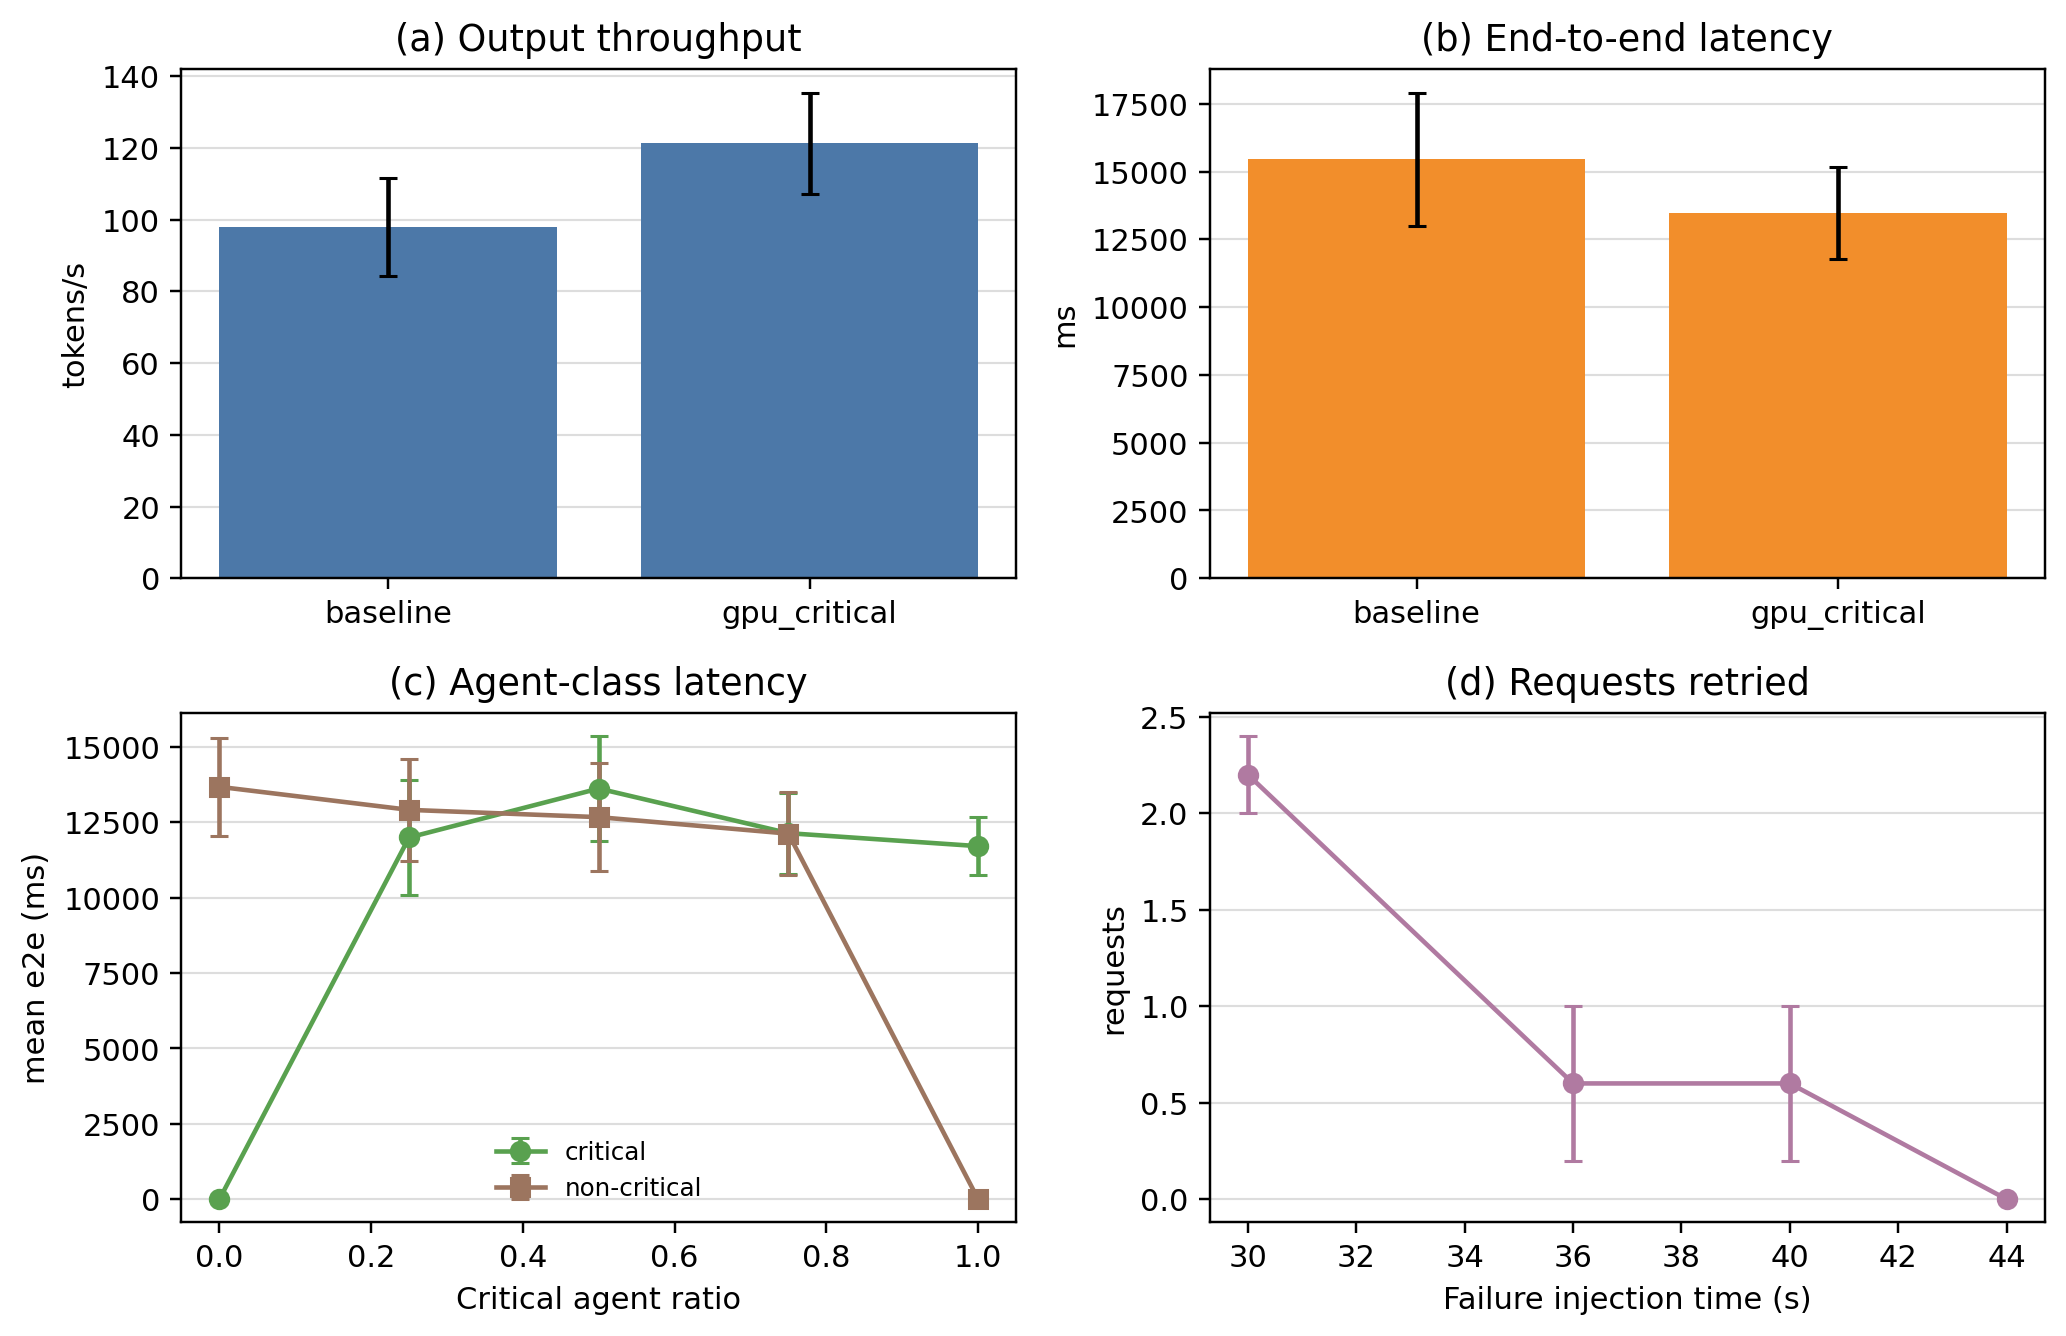 (a) Output throughput
140
120
100
80
60
40
20
0
tokens/s
baseline gpu_critical
(b) End-to-end latency
17500
15000
12500
10000
7500
5000
2500
0
ms
baseline gpu_critical
(c) Agent-class latency
15000
12500
10000
7500
5000
2500
0
mean e2e (ms)
critical
non-critical
0.0 0.2 0.4 0.6 0.8 1.0
Critical agent ratio
(d) Requests retried
2.5
2.0
1.5
1.0
0.5
0.0
requests
30 32 34 36 38 40 42 44
Failure injection time (s)